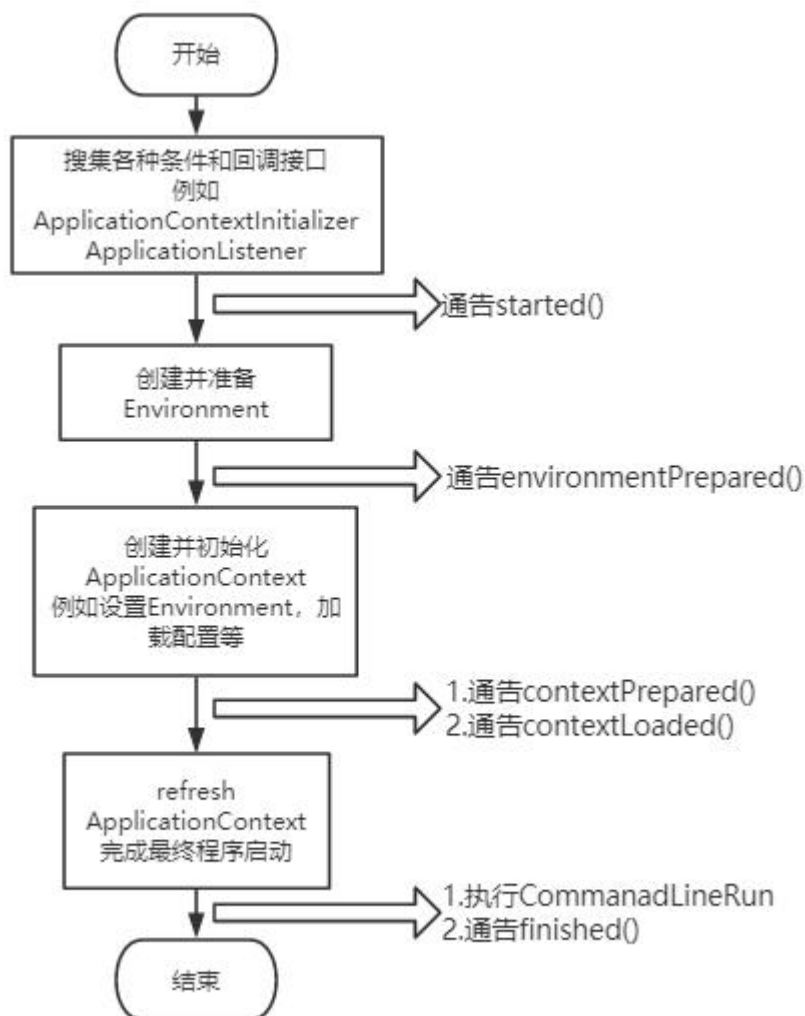 开始
搜集各种条件和回调接口
例如
ApplicationContextInitializer
ApplicationListener
通告started()
创建并准备
Environment
通告environmentPrepared()
创建并初始化
ApplicationContext
例如设置Environment，加
载配置等
1.通告contextPrepared()
2.通告contextLoaded()
refresh
ApplicationContext
完成最终程序启动
1.执行CommanadLineRun
2.通告finished()
结束